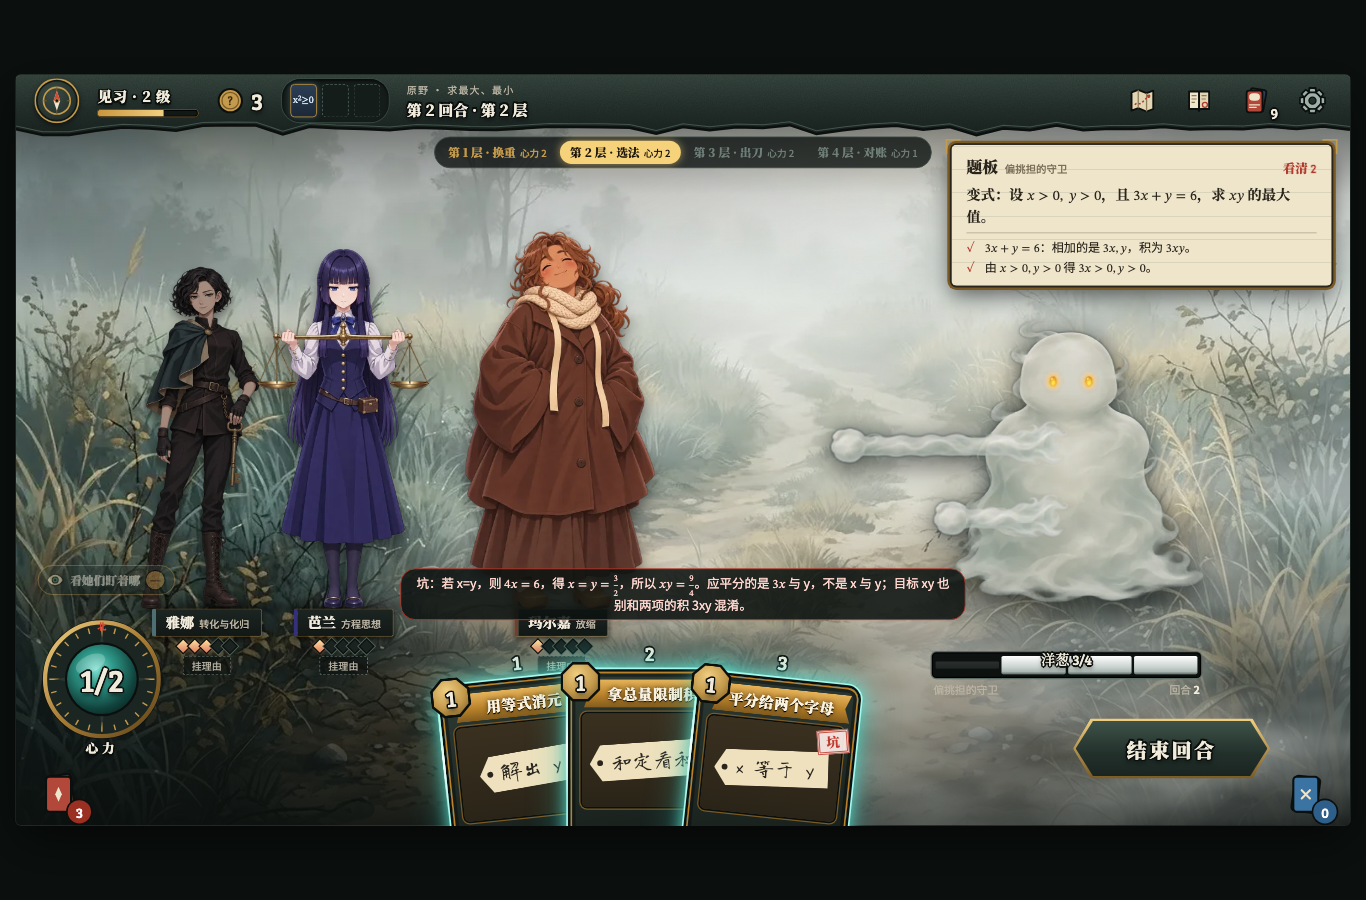 见习·2 级
? 3
x²≥0
原野 · 求最大、最小
第 2 回合·第 2 层
9
第 1 层·换重 心力 2
第 2 层·选法 心力 2
第 3 层·出刀 心力 2
第 4 层·对账 心力 1
题板 偏挑担的守卫
看清 2
变式：设 x > 0, y > 0，且 3x + y = 6，求 xy 的最大
值。
√ 3x + y = 6：相加的是 3x, y，积为 3xy。
√ 由 x > 0, y > 0 得 3x > 0, y > 0。
看她们盯着哪
坑：若 x=y，则 4x = 6，得 x = y = 3/2，所以 xy = 9/4。应平分的是 3x 与 y，不是 x 与 y；目标 xy 也
别和两项的积 3xy 混淆。
雅娜 转化与化归
挂理由
芭兰 方程思想
挂理由
玛尔嘉 放缩
1/2
心力
3
1
1
用等式消元
解出 y
2
1
拿总量限制
和定看
3
1
平分给两个字母
坑
x 等于 y
洋葱 3/4
偏挑担的守卫
回合 2
结束回合
0